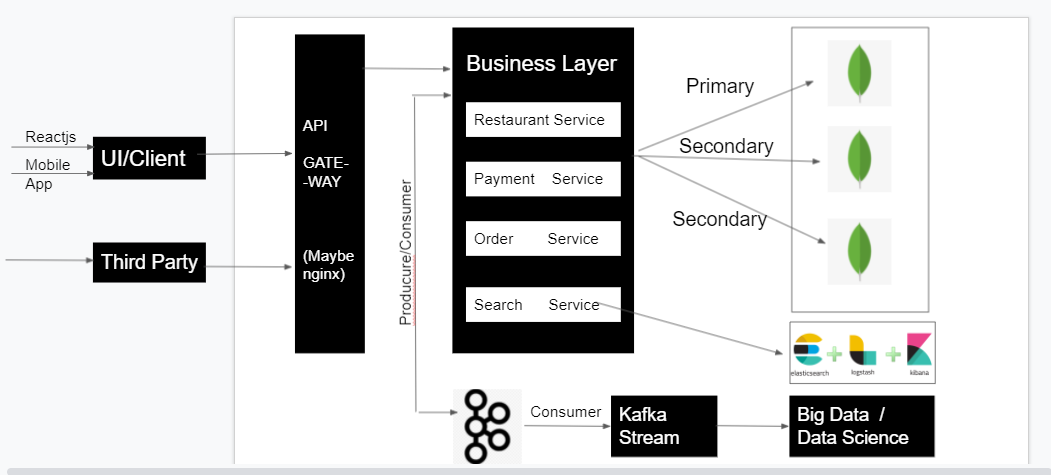 Reactjs
Mobile
App
UI/Client
Third Party
API
GATE-
-WAY
(Maybe
nginx)
Producure/Consumer
Business Layer
Restaurant Service
Payment Service
Order Service
Search Service
Primary
Secondary
Secondary
elasticsearch
logstash
kibana
Consumer
Kafka
Stream
Big Data /
Data Science